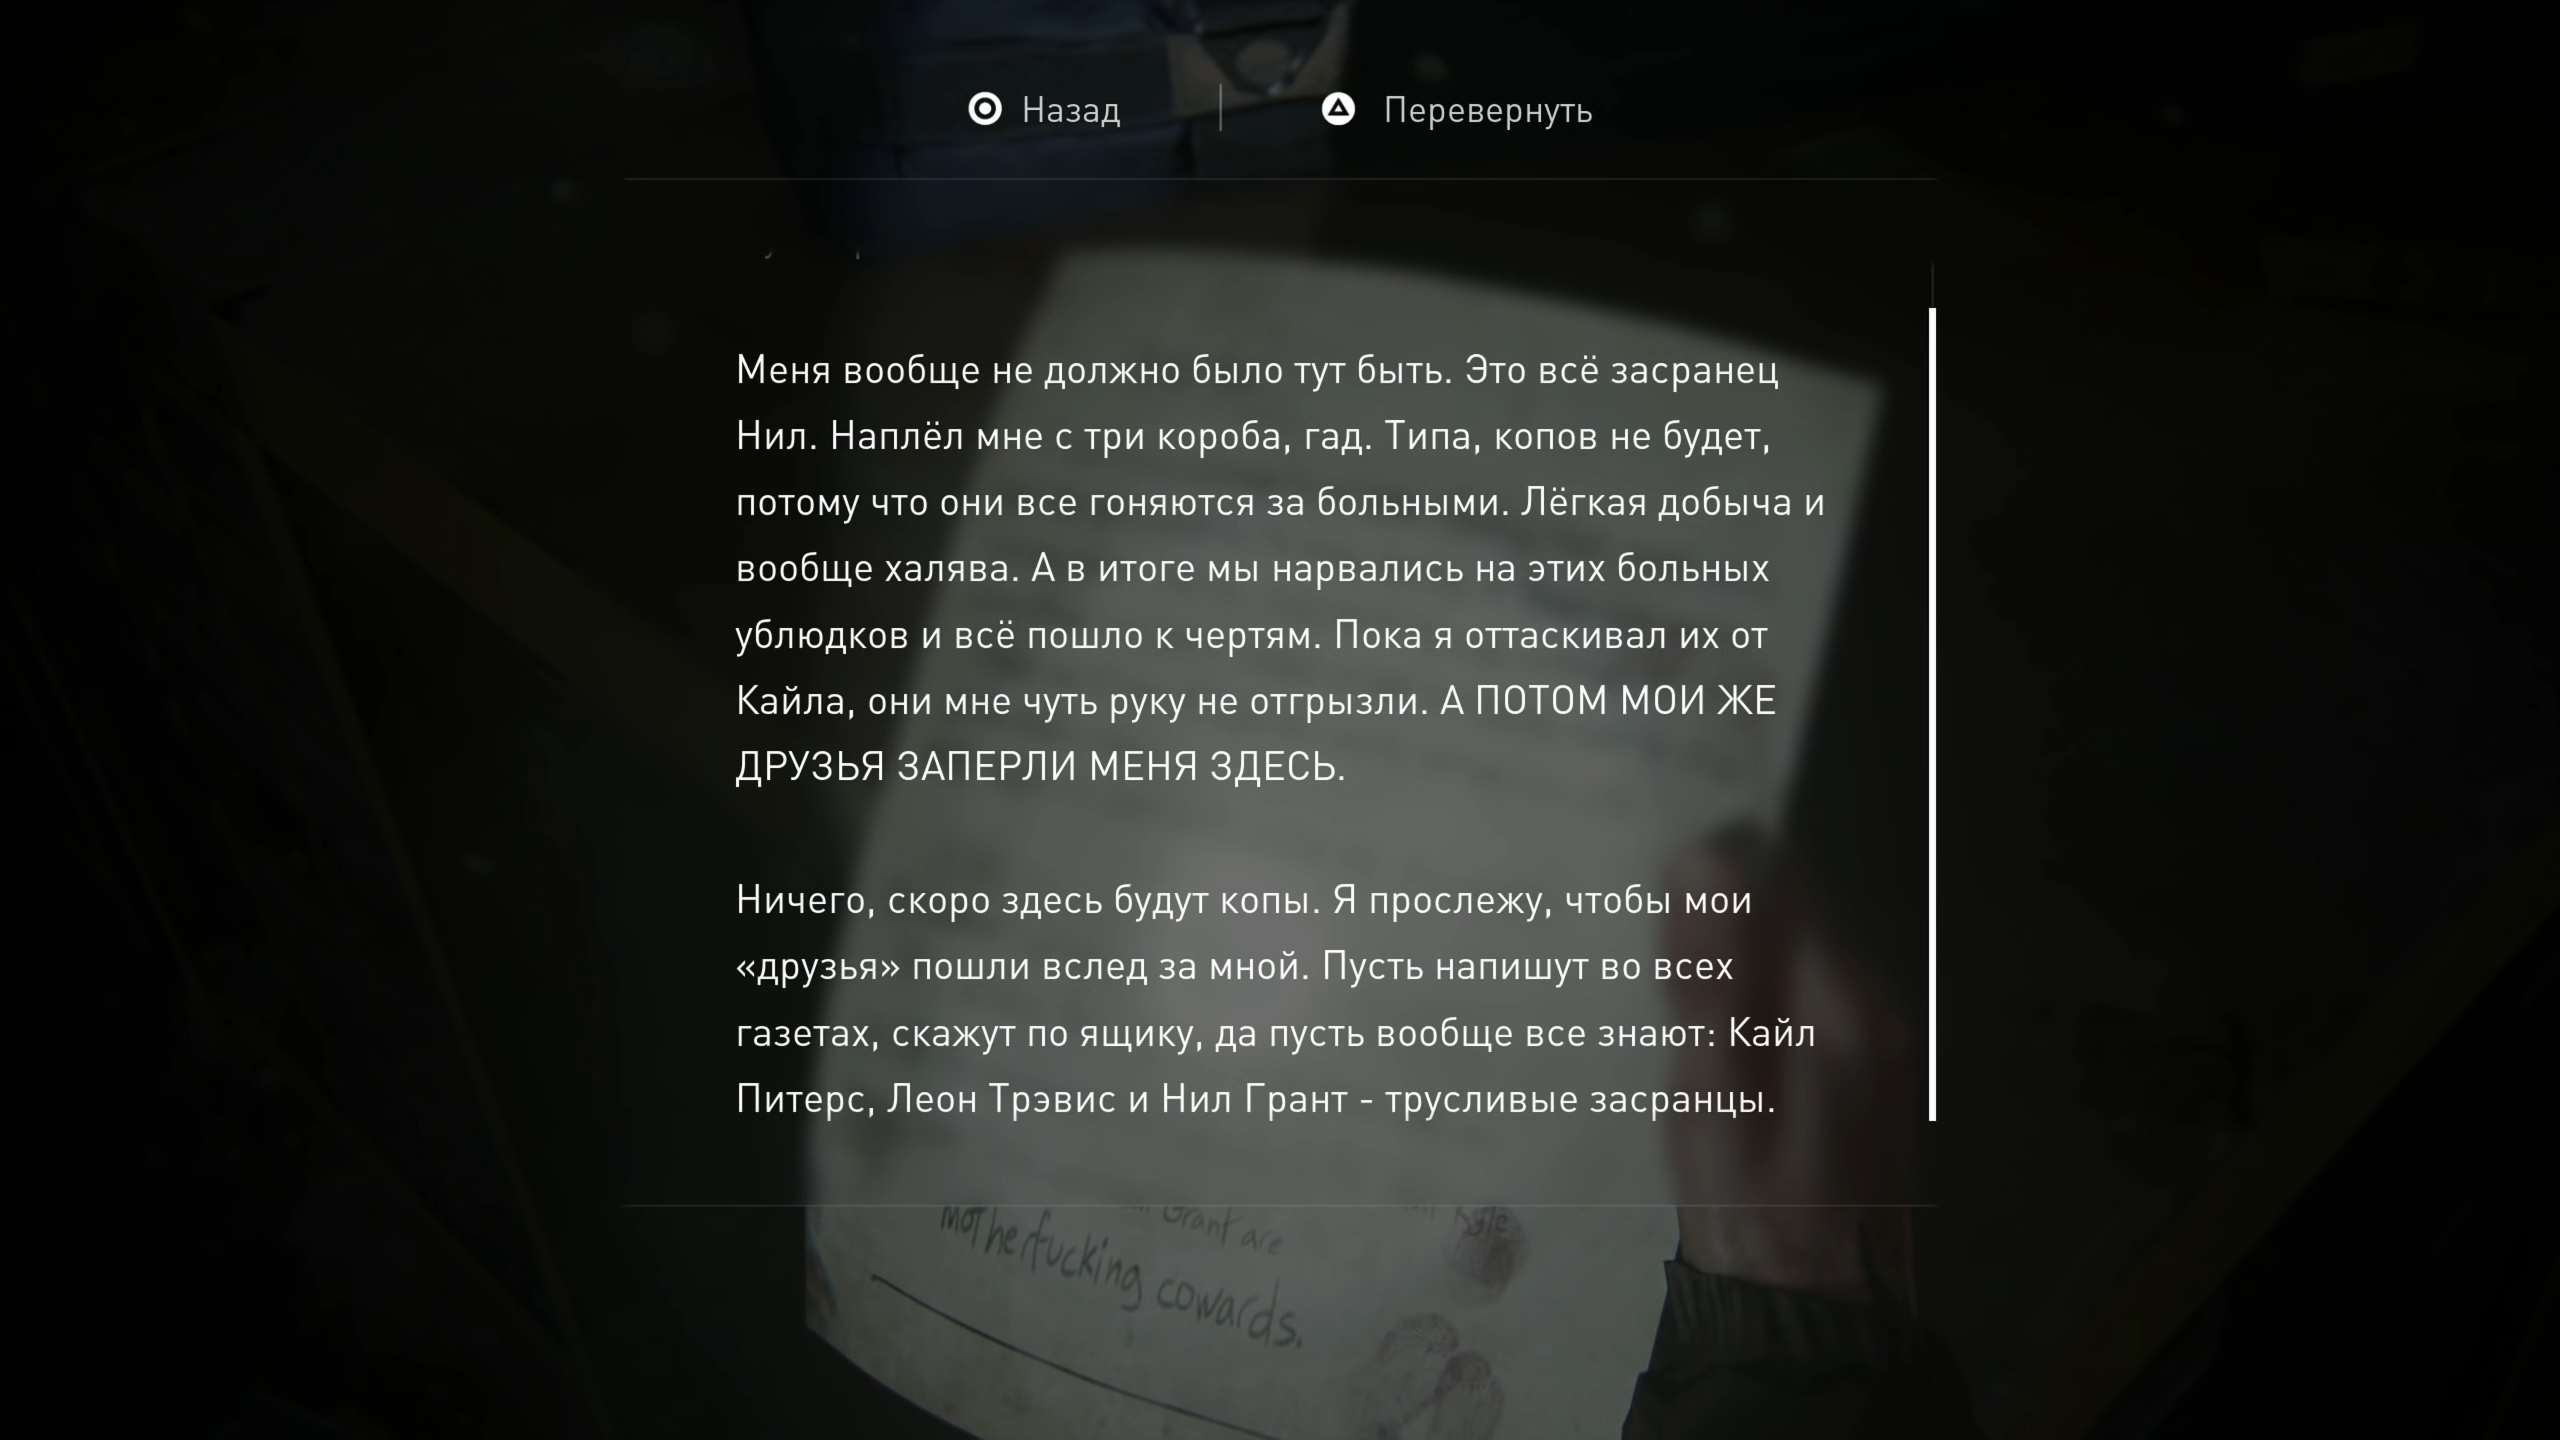 Назад
Перевернуть
Меня вообще не должно было тут быть. Это всё засранец
Нил. Наплёл мне с три короба, гад. Типа, копов не будет,
потому что они все гоняются за больными. Лёгкая добыча и
вообще халява. А в итоге мы нарвались на этих больных
ублюдков и всё пошло к чертям. Пока я оттаскивал их от
Кайла, они мне чуть руку не отгрызли. А ПОТОМ МОИ ЖЕ
ДРУЗЬЯ ЗАПЕРЛИ МЕНЯ ЗДЕСЬ.
Ничего, скоро здесь будут копы. Я прослежу, чтобы мои
«друзья» пошли вслед за мной. Пусть напишут во всех
газетах, скажут по ящику, да пусть вообще все знают: Кайл
Питерс, Леон Трэвис и Нил Грант - трусливые засранцы.
Kyle
Grant are
motherfucking cowards.